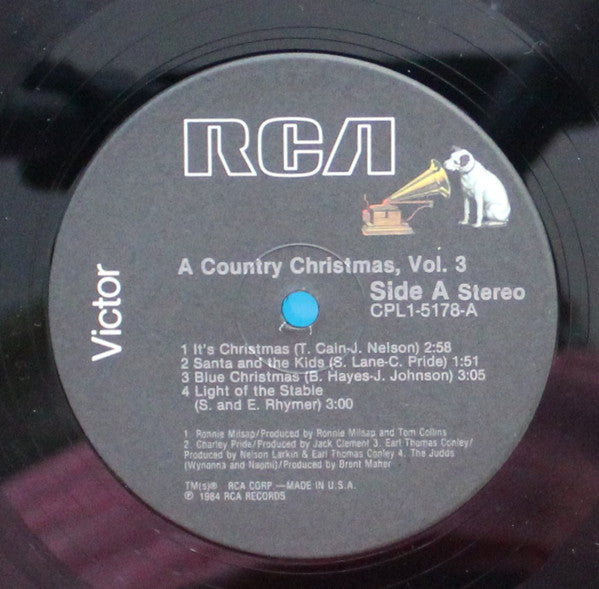 RCA
Victor
A Country Christmas, Vol. 3
Side A Stereo
CPL1-5178-A
1 It's Christmas (T. Cain-J. Nelson) 2:58
2 Santa and the Kids (S. Lane-C. Pride) 1:51
3 Blue Christmas (B. Hayes-J. Johnson) 3:05
4 Light of the Stable
(S. and E. Rhymer) 3:00
1 Ronnie Milsap/Produced by Ronnie Milsap and Tom Collins
2 Charley Pride/Produced by Jack Clement 3. Earl Thomas Conley/
Produced by Nelson Larkin & Earl Thomas Conley 4. The Judds
(Wynonna and Naomi)/Produced by Brent Maher
TM(s)® RCA CORP.—MADE IN U.S.A.
℗ 1984 RCA RECORDS